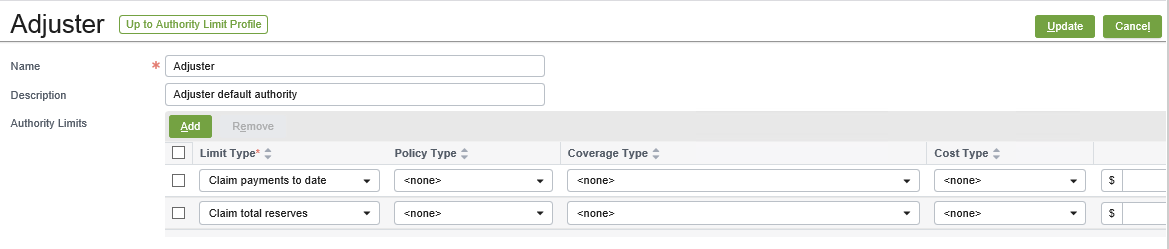 Adjuster Up to Authority Limit Profile Update Cancel
Name * Adjuster
Description Adjuster default authority
Authority Limits Add Remove
Limit Type* Policy Type Coverage Type Cost Type
Claim payments to date <none> <none> <none> $
Claim total reserves <none> <none> <none> $